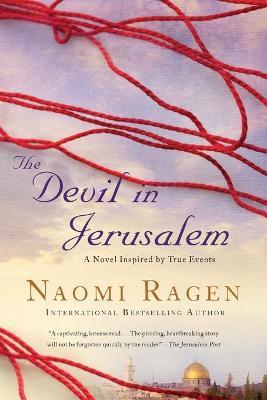 The
Devil in
Jerusalem
A Novel Inspired by True Events
NAOMI RAGEN
INTERNATIONAL BESTSELLING AUTHOR
"A captivating, intense read . . . The piercing, heartbreaking story
will not be forgotten quickly by the reader." —The Jerusalem Post